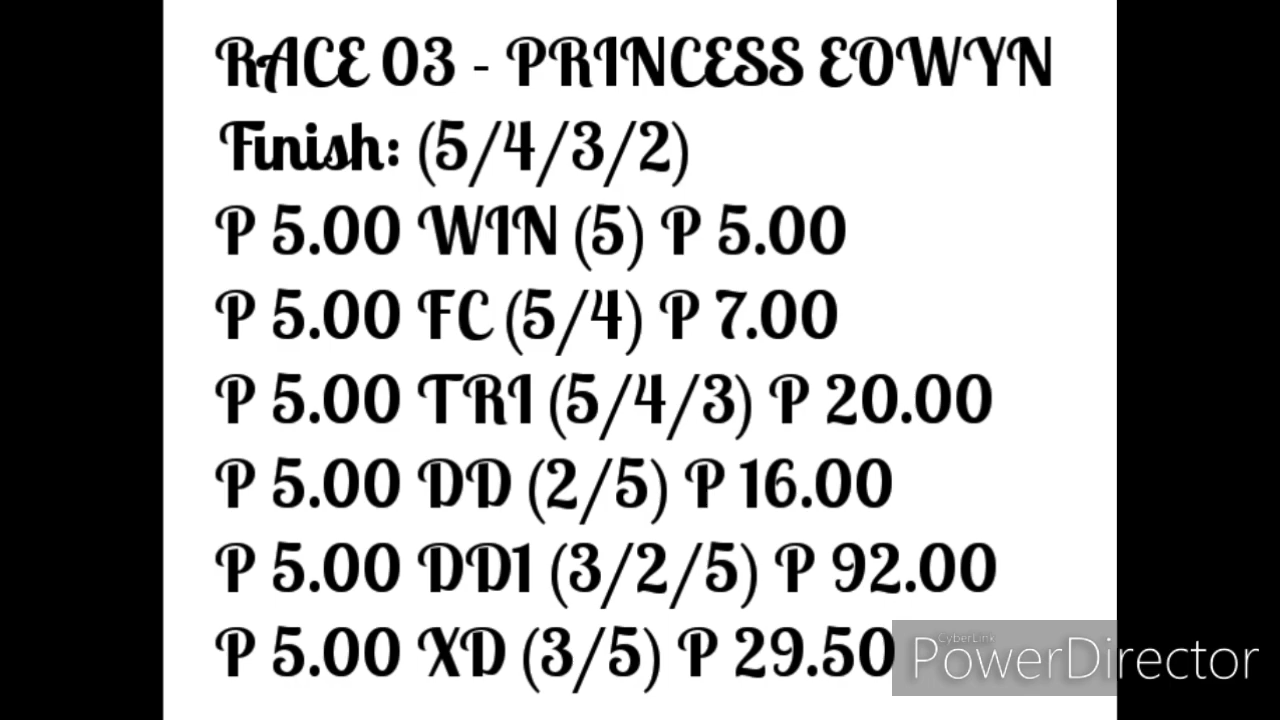 RACE 03 - PRINCESS EOWYN
Finish: (5/4/3/2)
P 5.00 WIN (5) P 5.00
P 5.00 FC (5/4) P 7.00
P 5.00 TRI (5/4/3) P 20.00
P 5.00 DD (2/5) P 16.00
P 5.00 DD1 (3/2/5) P 92.00
P 5.00 XD (3/5) P 29.50
CyberLink
PowerDirector